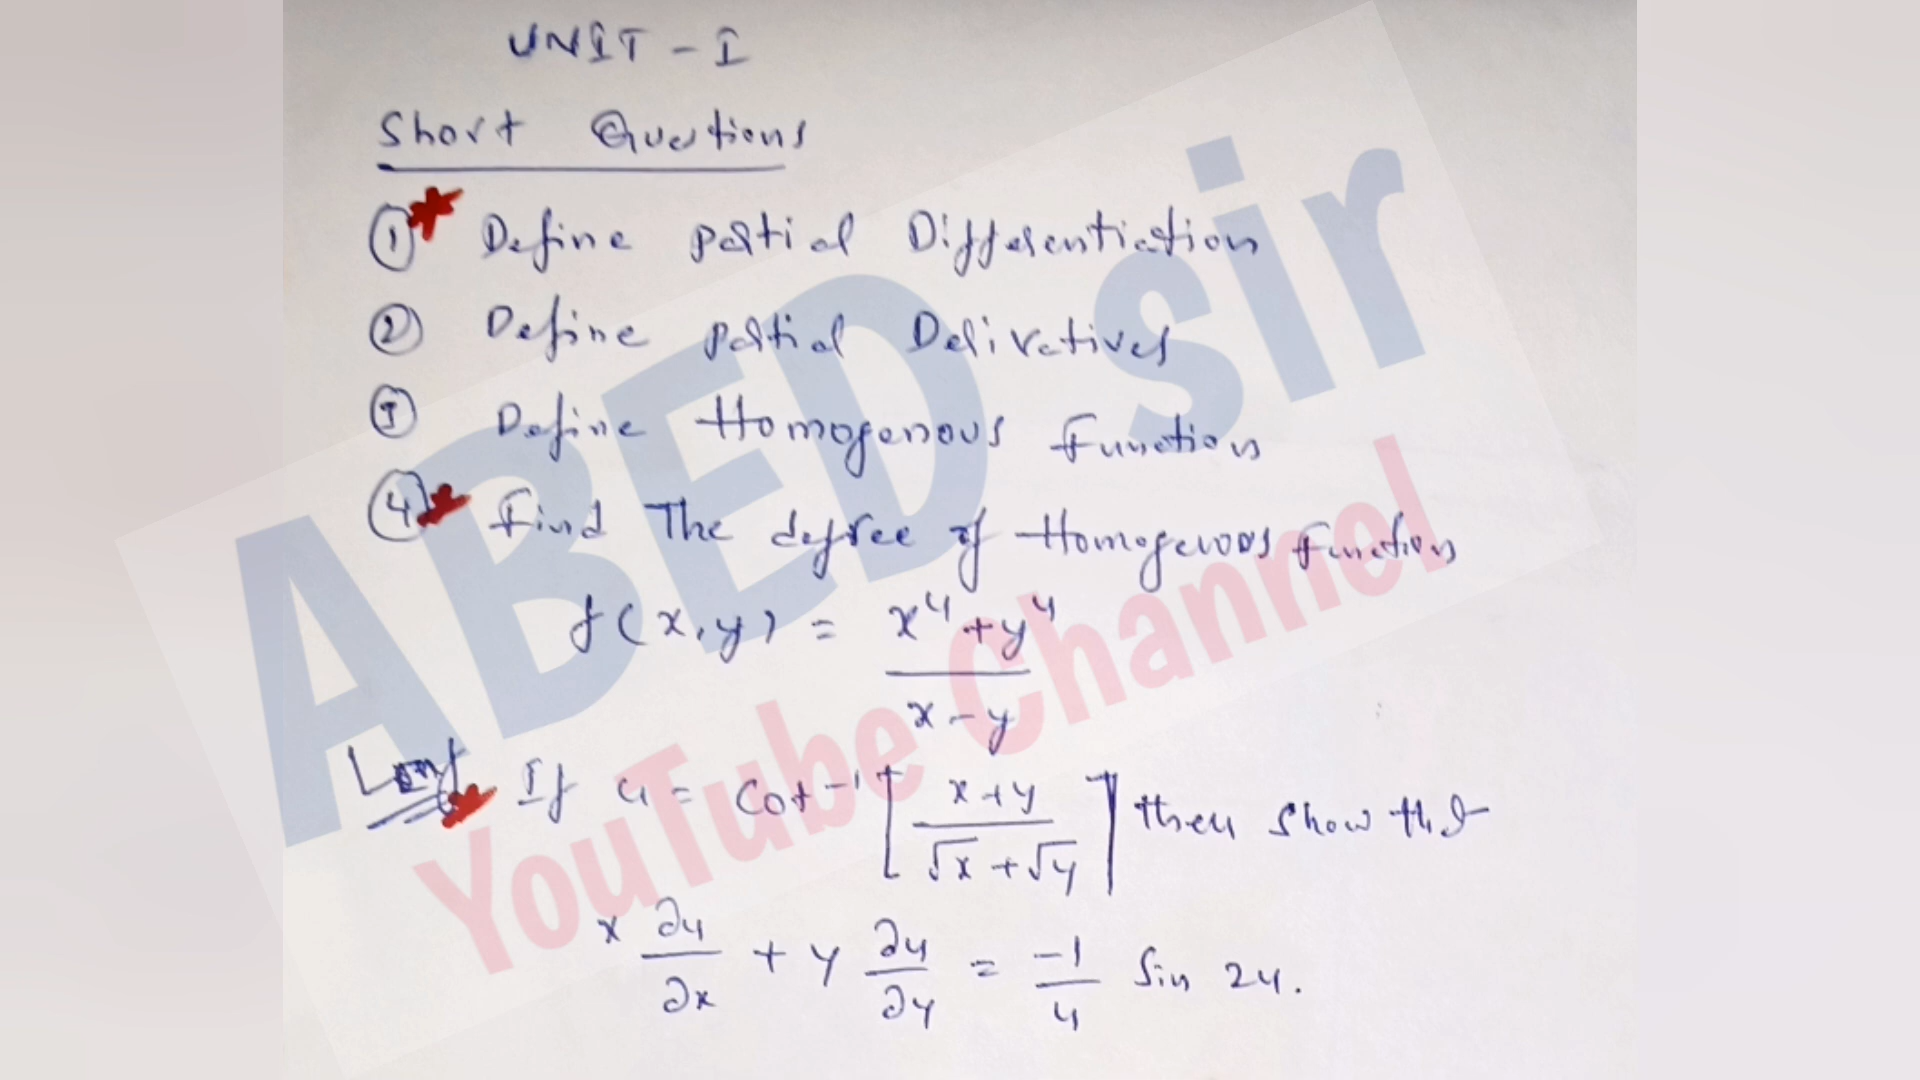 UNIT - I
Short Questions
① Define partial Differentiation
② Define partial Derivatives
③ Define Homogenous Function
④ Find The degree of Homogenous Function
f(x,y) = x⁴+y⁴ / x-y
Long If u = Cot⁻¹ [ x+y / √x+√y ] then show that
x ∂u/∂x + y ∂u/∂y = -1/4 Sin 2u.
ABED sir
YouTube Channel